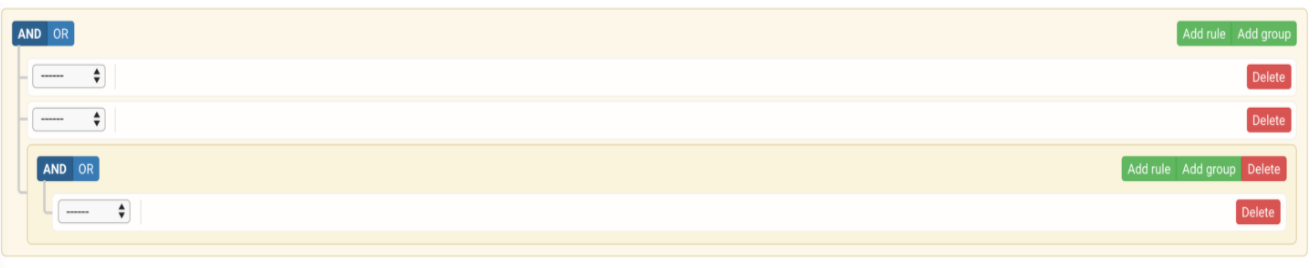 AND OR Add rule Add group
------ Delete
------ Delete
AND OR Add rule Add group Delete
------ Delete